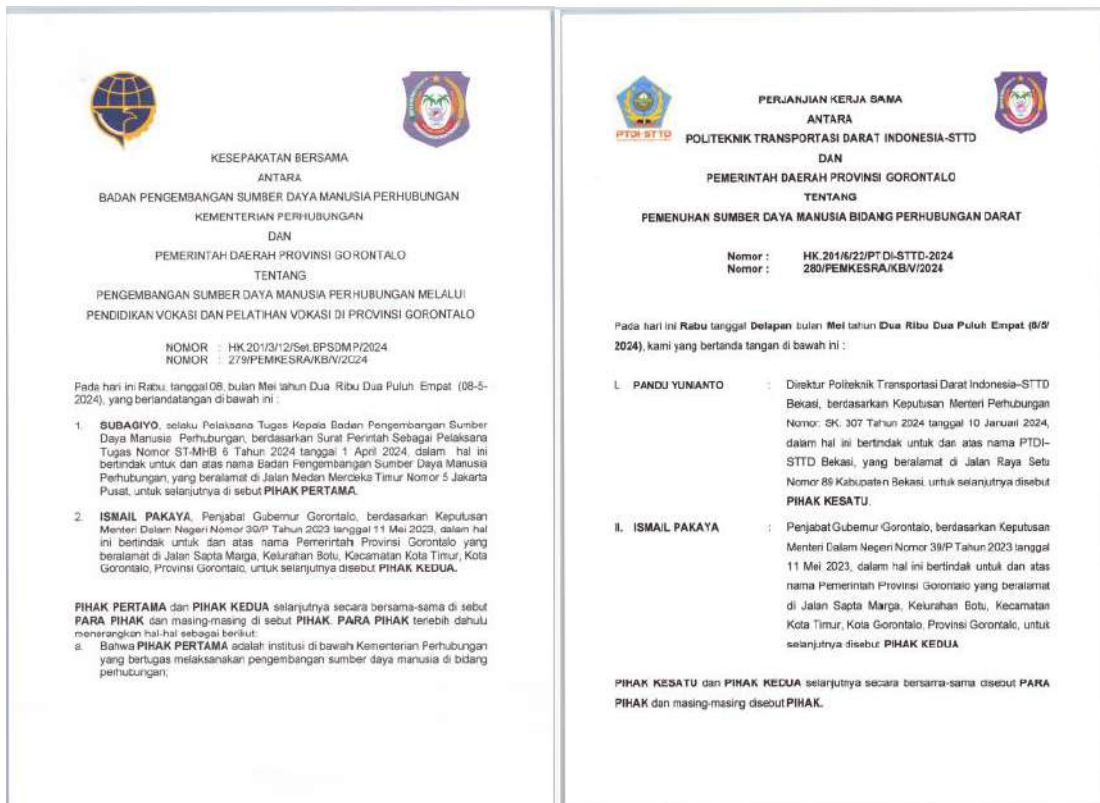 KESEPAKATAN BERSAMA
ANTARA
BADAN PENGEMBANGAN SUMBER DAYA MANUSIA PERHUBUNGAN
KEMENTERIAN PERHUBUNGAN
DAN
PEMERINTAH DAERAH PROVINSI GORONTALO
TENTANG
PENGEMBANGAN SUMBER DAYA MANUSIA PERHUBUNGAN MELALUI
PENDIDIKAN VOKASI DAN PELATIHAN VOKASI DI PROVINSI GORONTALO
NOMOR : HK.201/3/12/Set.BPSDMP/2024
NOMOR : 279/PEMKESRA/KB/V/2024
Pada hari ini Rabu, tanggal 08, bulan Mei tahun Dua Ribu Dua Puluh Empat (08-5-
2024), yang bertandatangan di bawah ini :
1. SUBAGIYO, selaku Pelaksana Tugas Kepala Badan Pengembangan Sumber
Daya Manusia Perhubungan, berdasarkan Surat Perintah Sebagai Pelaksana
Tugas Nomor ST-MHB 6 Tahun 2024 tanggal 1 April 2024, dalam hal ini
bertindak untuk dan atas nama Badan Pengembangan Sumber Daya Manusia
Perhubungan, yang beralamat di Jalan Medan Merdeka Timur Nomor 5 Jakarta
Pusat, untuk selanjutnya di sebut PIHAK PERTAMA.
2. ISMAIL PAKAYA, Penjabat Gubernur Gorontalo, berdasarkan Keputusan
Menteri Dalam Negeri Nomor 39/P Tahun 2023 tanggal 11 Mei 2023, dalam hal
ini bertindak untuk dan atas nama Pemerintah Provinsi Gorontalo yang
beralamat di Jalan Sapta Marga, Kelurahan Botu, Kecamatan Kota Timur, Kota
Gorontalo, Provinsi Gorontalo, untuk selanjutnya disebut PIHAK KEDUA.
PIHAK PERTAMA dan PIHAK KEDUA selanjutnya secara bersama-sama di sebut
PARA PIHAK dan masing-masing di sebut PIHAK. PARA PIHAK terlebih dahulu
menerangkan hal-hal sebagai berikut:
a. Bahwa PIHAK PERTAMA adalah institusi di bawah Kementerian Perhubungan
yang bertugas melaksanakan pengembangan sumber daya manusia di bidang
perhubungan;
PTDI-STTD
PERJANJIAN KERJA SAMA
ANTARA
POLITEKNIK TRANSPORTASI DARAT INDONESIA-STTD
DAN
PEMERINTAH DAERAH PROVINSI GORONTALO
TENTANG
PEMENUHAN SUMBER DAYA MANUSIA BIDANG PERHUBUNGAN DARAT
Nomor : HK.201/6/22/PTDI-STTD-2024
Nomor : 280/PEMKESRA/KB/V/2024
Pada hari ini Rabu tanggal Delapan bulan Mei tahun Dua Ribu Dua Puluh Empat (8/5/
2024), kami yang bertanda tangan di bawah ini :
I. PANDU YUNIANTO : Direktur Politeknik Transportasi Darat Indonesia–STTD
Bekasi, berdasarkan Keputusan Menteri Perhubungan
Nomor: SK. 307 Tahun 2024 tanggal 10 Januari 2024,
dalam hal ini bertindak untuk dan atas nama PTDI–
STTD Bekasi, yang beralamat di Jalan Raya Setu
Nomor 89 Kabupaten Bekasi, untuk selanjutnya disebut
PIHAK KESATU.
II. ISMAIL PAKAYA : Penjabat Gubernur Gorontalo, berdasarkan Keputusan
Menteri Dalam Negeri Nomor 39/P Tahun 2023 tanggal
11 Mei 2023, dalam hal ini bertindak untuk dan atas
nama Pemerintah Provinsi Gorontalo yang beralamat
di Jalan Sapta Marga, Kelurahan Botu, Kecamatan
Kota Timur, Kota Gorontalo, Provinsi Gorontalo, untuk
selanjutnya disebut PIHAK KEDUA
PIHAK KESATU dan PIHAK KEDUA selanjutnya secara bersama-sama disebut PARA
PIHAK dan masing-masing disebut PIHAK.